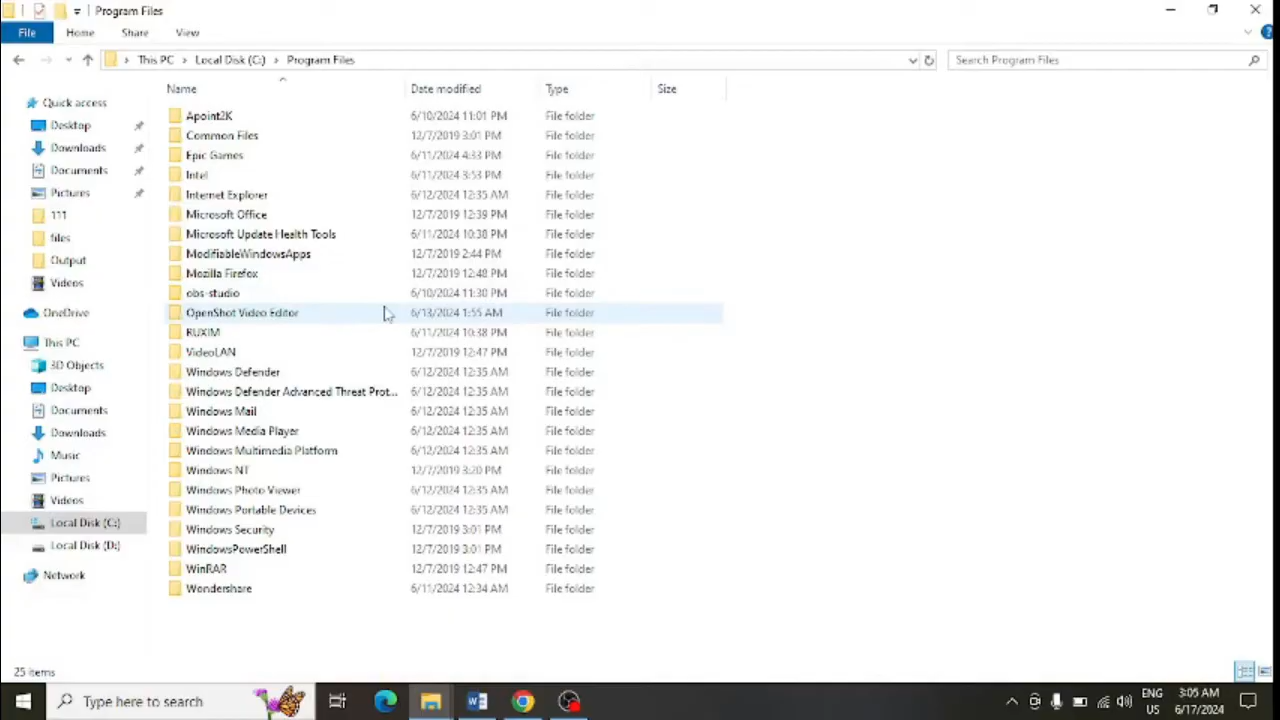 Program Files
File Home Share View
This PC Local Disk (C:) Program Files Search Program Files
Name Date modified Type Size
Quick access
Desktop
Downloads
Documents
Pictures
111
files
Output
Videos
OneDrive
This PC
3D Objects
Desktop
Documents
Downloads
Music
Pictures
Videos
Local Disk (C:)
Local Disk (D:)
Network
Apoint2K 6/10/2024 11:01 PM File folder
Common Files 12/7/2019 3:01 PM File folder
Epic Games 6/11/2024 4:33 PM File folder
Intel 6/11/2024 3:53 PM File folder
Internet Explorer 6/12/2024 12:35 AM File folder
Microsoft Office 12/7/2019 12:39 PM File folder
Microsoft Update Health Tools 6/11/2024 10:38 PM File folder
ModifiableWindowsApps 12/7/2019 2:44 PM File folder
Mozilla Firefox 12/7/2019 12:48 PM File folder
obs-studio 6/10/2024 11:30 PM File folder
OpenShot Video Editor 6/13/2024 1:55 AM File folder
RUXIM 6/11/2024 10:38 PM File folder
VideoLAN 12/7/2019 12:47 PM File folder
Windows Defender 6/12/2024 12:35 AM File folder
Windows Defender Advanced Threat Prot... 6/12/2024 12:35 AM File folder
Windows Mail 6/12/2024 12:35 AM File folder
Windows Media Player 6/12/2024 12:35 AM File folder
Windows Multimedia Platform 6/12/2024 12:35 AM File folder
Windows NT 12/7/2019 3:20 PM File folder
Windows Photo Viewer 6/12/2024 12:35 AM File folder
Windows Portable Devices 6/12/2024 12:35 AM File folder
Windows Security 12/7/2019 3:01 PM File folder
WindowsPowerShell 12/7/2019 3:01 PM File folder
WinRAR 12/7/2019 12:47 PM File folder
Wondershare 6/11/2024 12:34 AM File folder
25 items
Type here to search
ENG
US
3:05 AM
6/17/2024